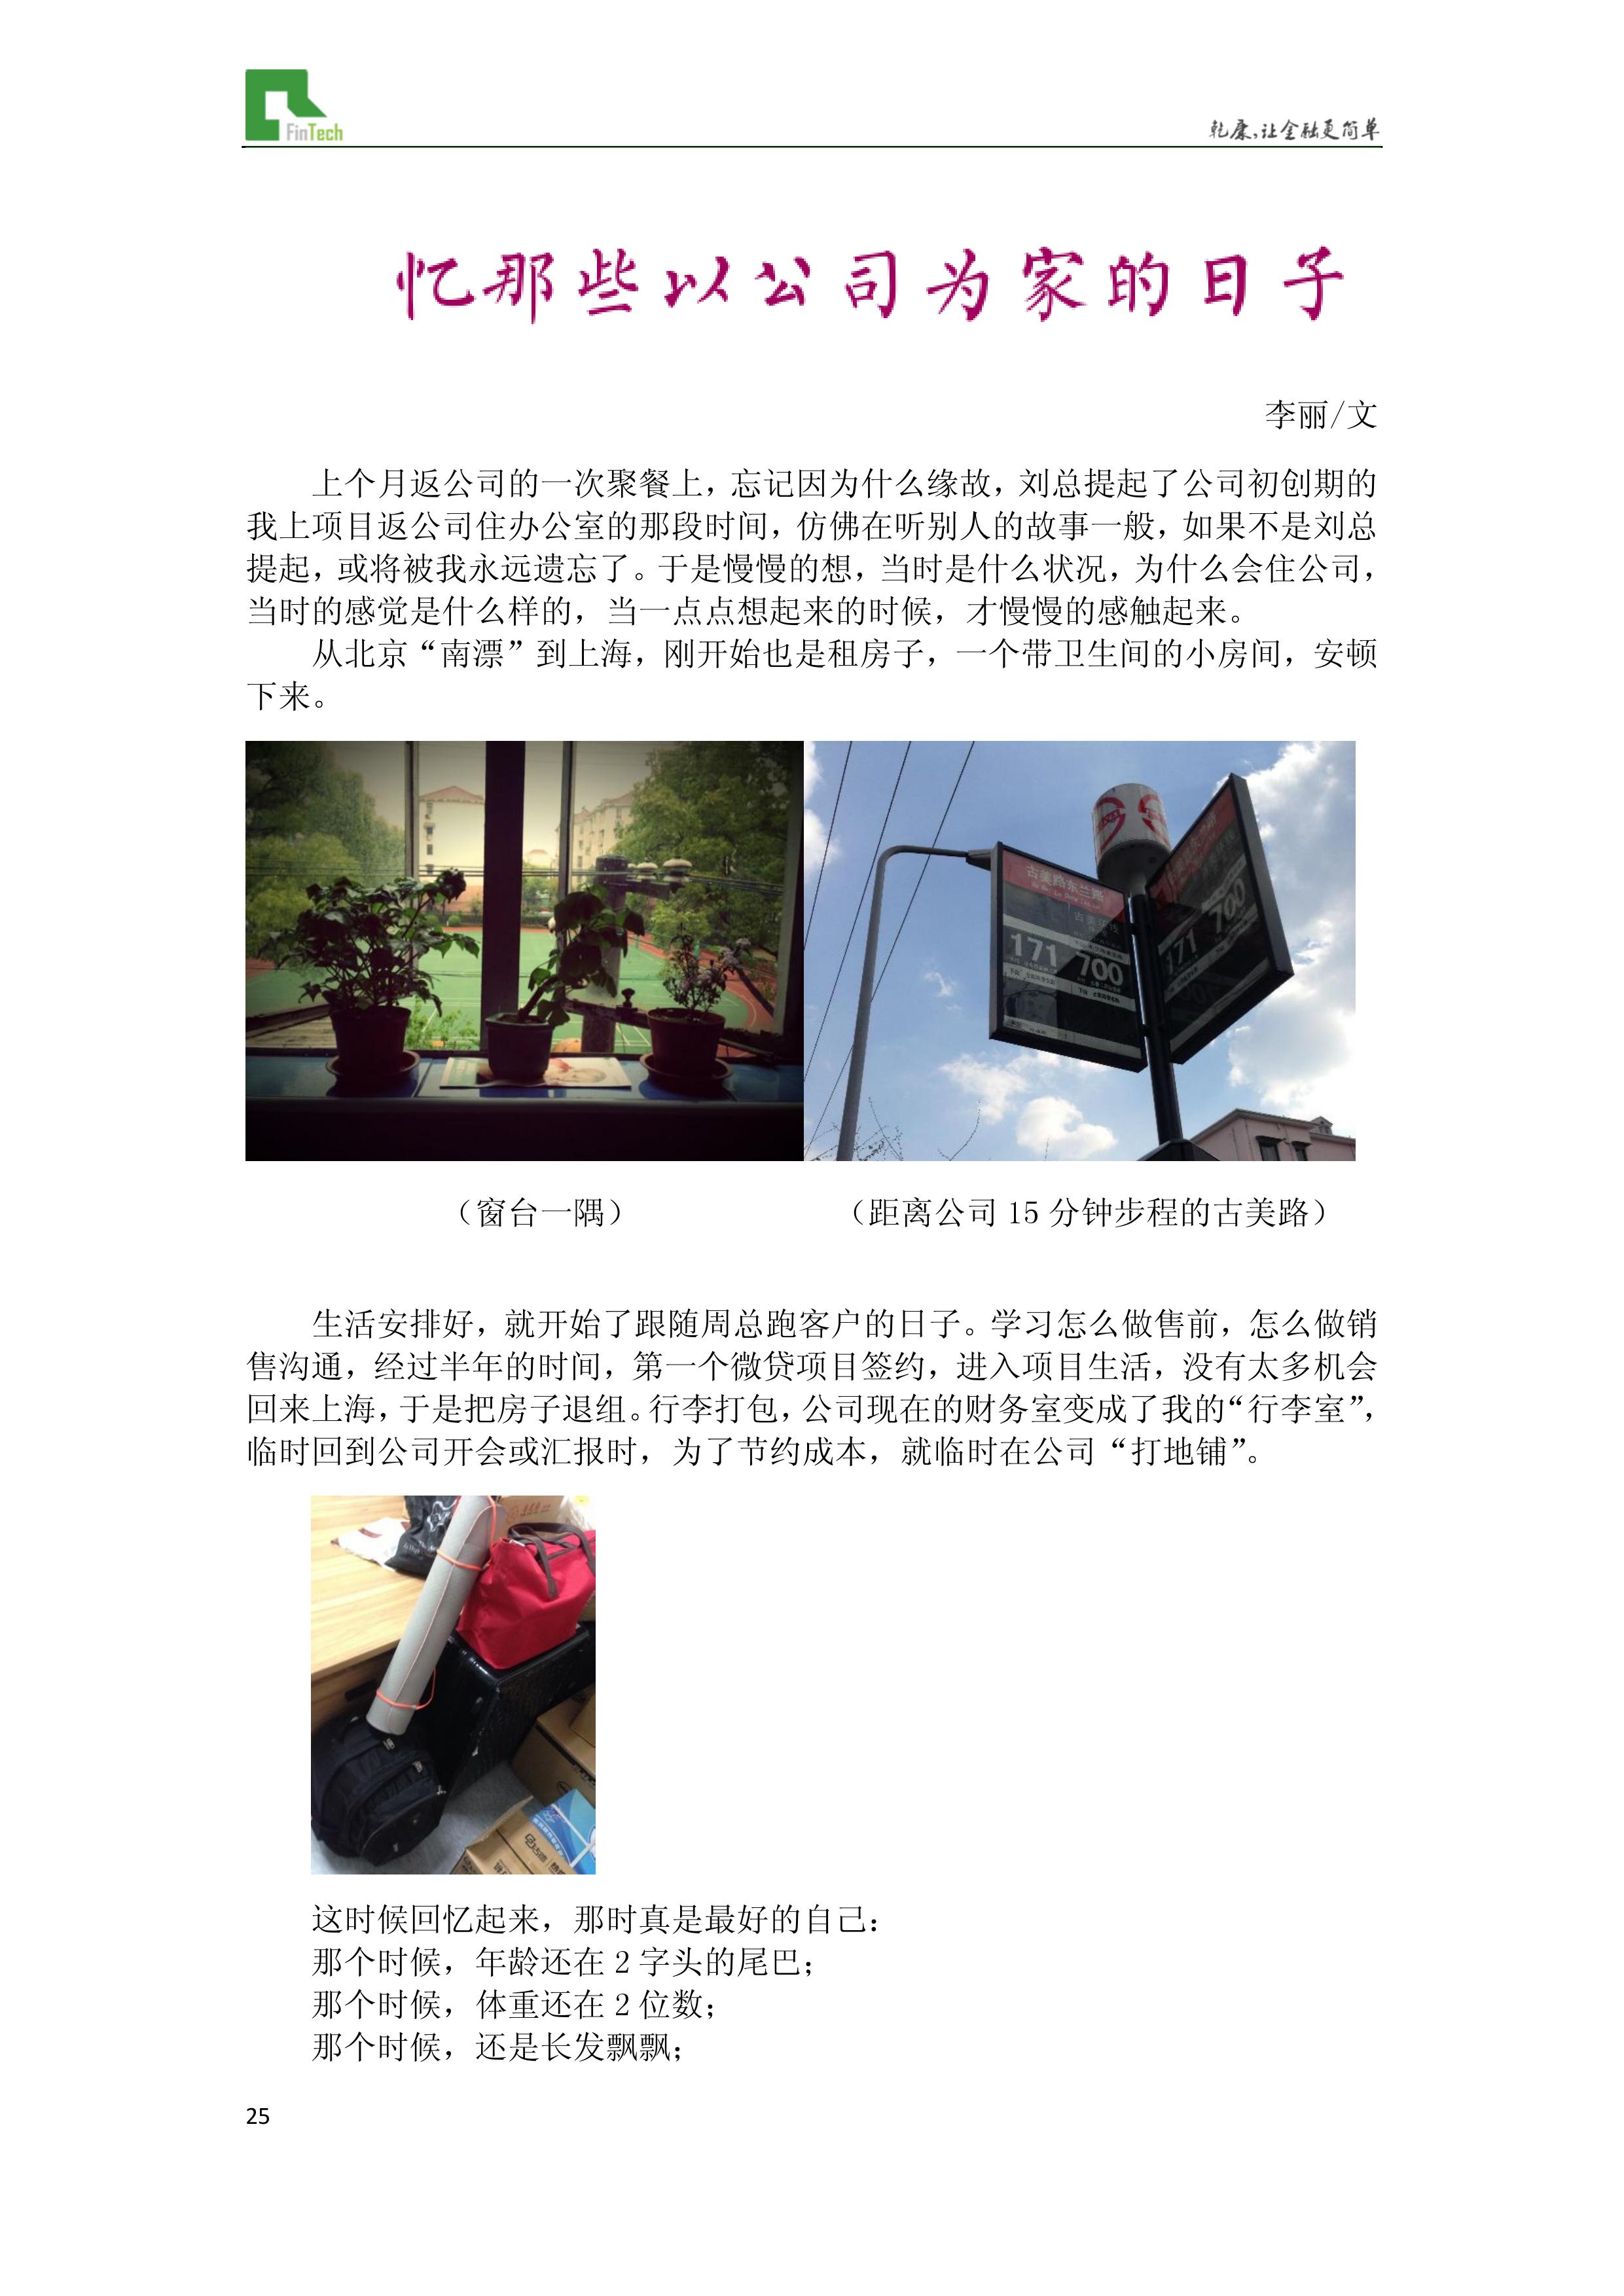 FinTech
乾康,让金融更简单
忆那些以公司为家的日子
李丽/文
上个月返公司的一次聚餐上，忘记因为什么缘故，刘总提起了公司初创期的
我上项目返公司住办公室的那段时间，仿佛在听别人的故事一般，如果不是刘总
提起，或将被我永远遗忘了。于是慢慢的想，当时是什么状况，为什么会住公司，
当时的感觉是什么样的，当一点点想起来的时候，才慢慢的感触起来。
从北京“南漂”到上海，刚开始也是租房子，一个带卫生间的小房间，安顿
下来。
古美路东兰路
171
700
171
700
（窗台一隅）
（距离公司 15 分钟步程的古美路）
生活安排好，就开始了跟随周总跑客户的日子。学习怎么做售前，怎么做销
售沟通，经过半年的时间，第一个微贷项目签约，进入项目生活，没有太多机会
回来上海，于是把房子退组。行李打包，公司现在的财务室变成了我的“行李室”，
临时回到公司开会或汇报时，为了节约成本，就临时在公司“打地铺”。
这时候回忆起来，那时真是最好的自己：
那个时候，年龄还在 2 字头的尾巴；
那个时候，体重还在 2 位数；
那个时候，还是长发飘飘；
25